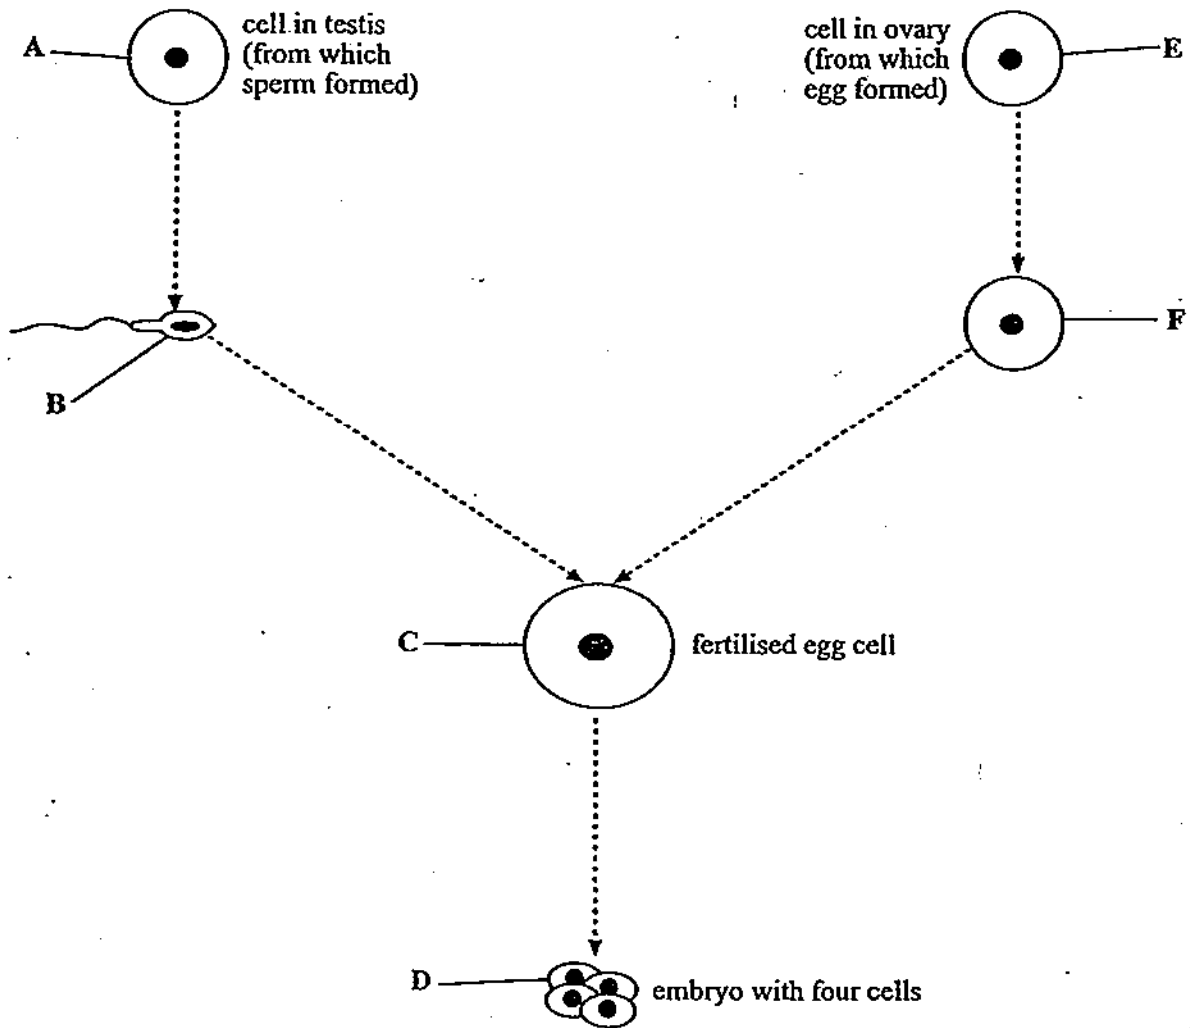 A
cell in testis
(from which
sperm formed)
cell in ovary
(from which
egg formed)
E
B
F
C
fertilised egg cell
D
embryo with four cells